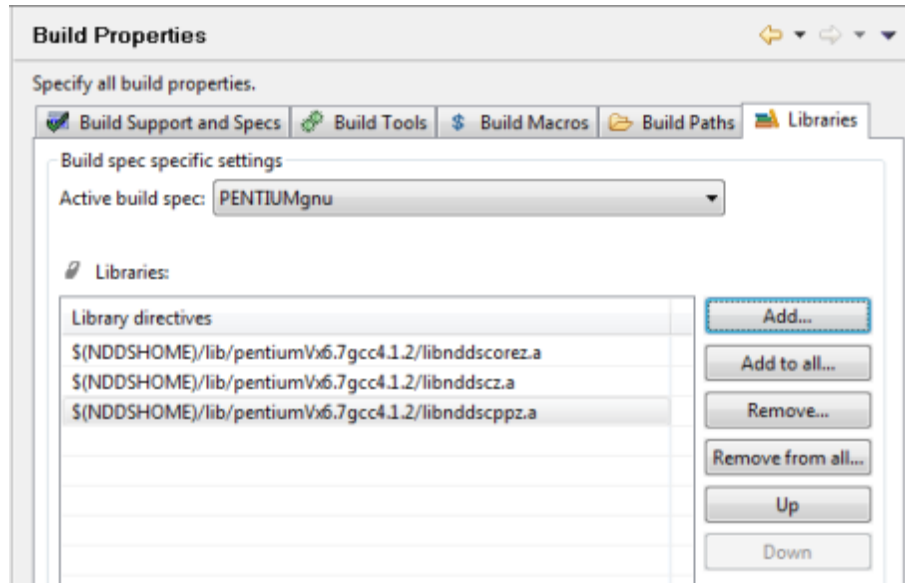 Build Properties
Specify all build properties.
Build Support and Specs Build Tools $ Build Macros Build Paths Libraries
Build spec specific settings
Active build spec: PENTIUMgnu
Libraries:
Library directives
$(NDDSHOME)/lib/pentiumVx6.7gcc4.1.2/libnddscorez.a
$(NDDSHOME)/lib/pentiumVx6.7gcc4.1.2/libnddscz.a
$(NDDSHOME)/lib/pentiumVx6.7gcc4.1.2/libnddscppz.a
Add...
Add to all...
Remove...
Remove from all...
Up
Down